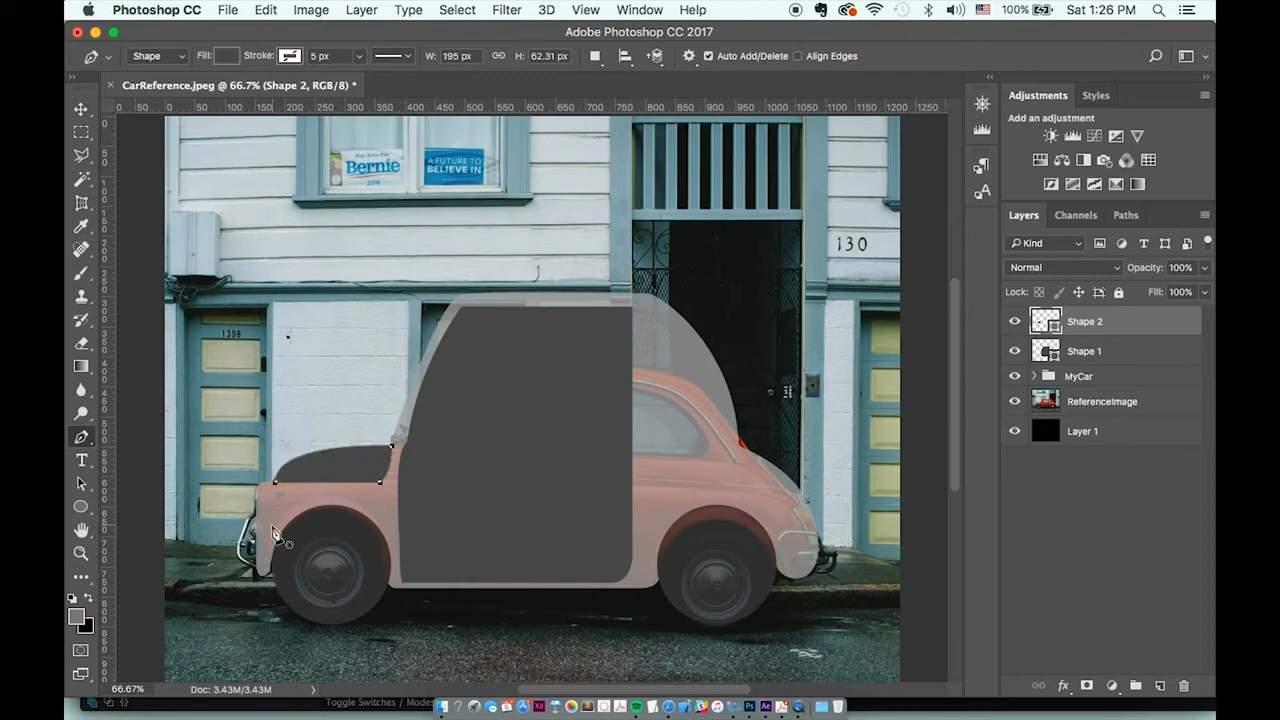 Photoshop CC File Edit Image Layer Type Select Filter 3D View Window Help 100% Sat 1:26 PM
Adobe Photoshop CC 2017
Shape Fill: Stroke: 5 px W: 195 px H: 62.31 px Auto Add/Delete Align Edges
× CarReference.jpeg @ 66.7% (Shape 2, RGB/8) *
0 50 100 150 200 250 300 350 400 450 500 550 600 650 700 750 800 850 900 950 1000 1050 1100 1150 1200 1250
Adjustments Styles
Add an adjustment
Bernie
2016
A FUTURE TO
BELIEVE IN
130
1308
Layers Channels Paths
Kind
Normal Opacity: 100%
Lock: Fill: 100%
Shape 2
Shape 1
MyCar
ReferenceImage
Layer 1
66.67% Doc: 3.43M/3.43M
Toggle Switches / Modes